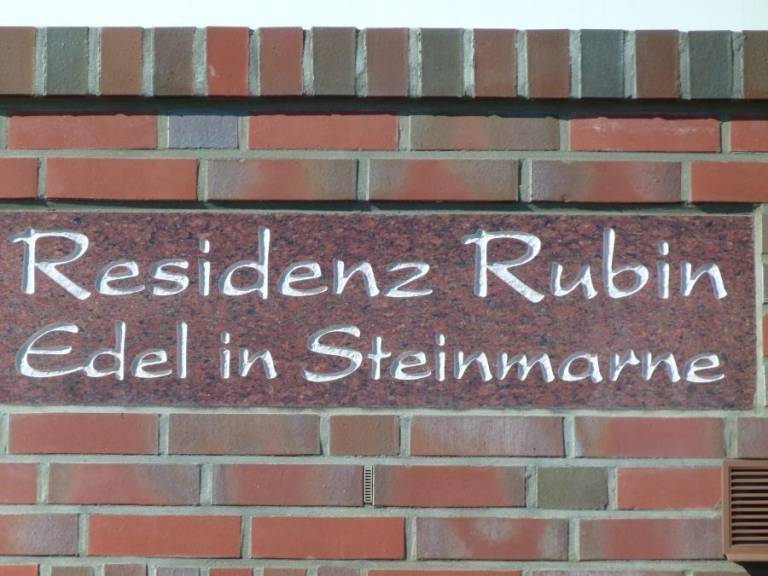 Residenz Rubin
Edel in Steinmarne